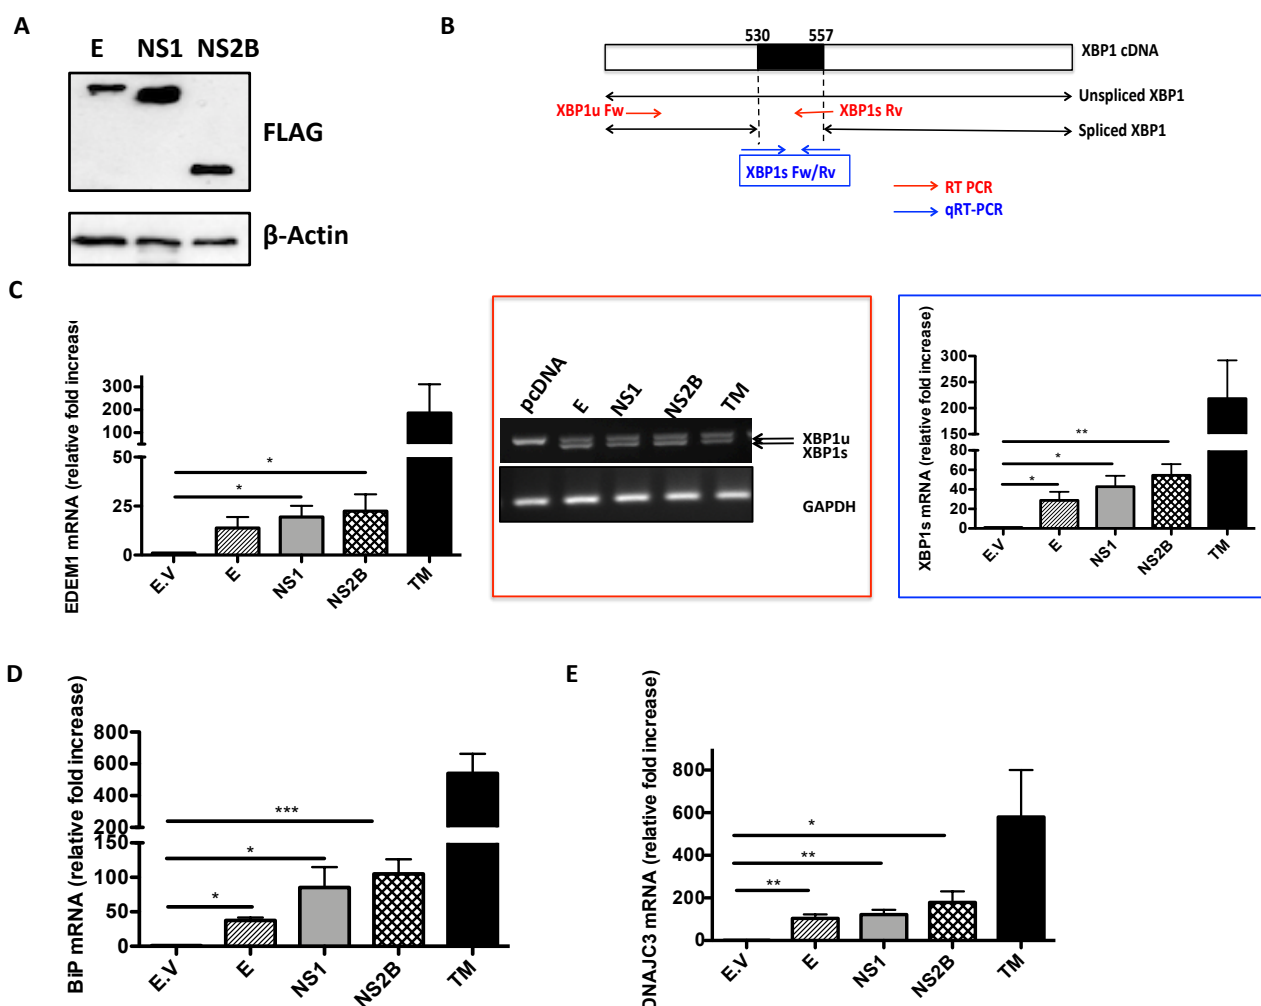 A
E NS1 NS2B
FLAG
β-Actin
B
530 557
XBP1 cDNA
Unspliced XBP1
XBP1u Fw
XBP1s Rv
Spliced XBP1
XBP1s Fw/Rv
RT PCR
qRT-PCR
C
EDEM1 mRNA (relative fold increase
300
200
100
50
25
0
*
*
E.V E NS1 NS2B TM
pcDNA E NS1 NS2B TM
XBP1u
XBP1s
GAPDH
XBP1s mRNA (relative fold increase)
300
200
150
80
60
40
20
0
**
*
*
E.V E NS1 NS2B TM
D
BiP mRNA (relative fold increase)
800
600
400
200
150
100
50
0
***
*
*
E.V E NS1 NS2B TM
E
DNAJC3 mRNA (relative fold increase)
800
600
400
200
0
*
**
**
E.V E NS1 NS2B TM